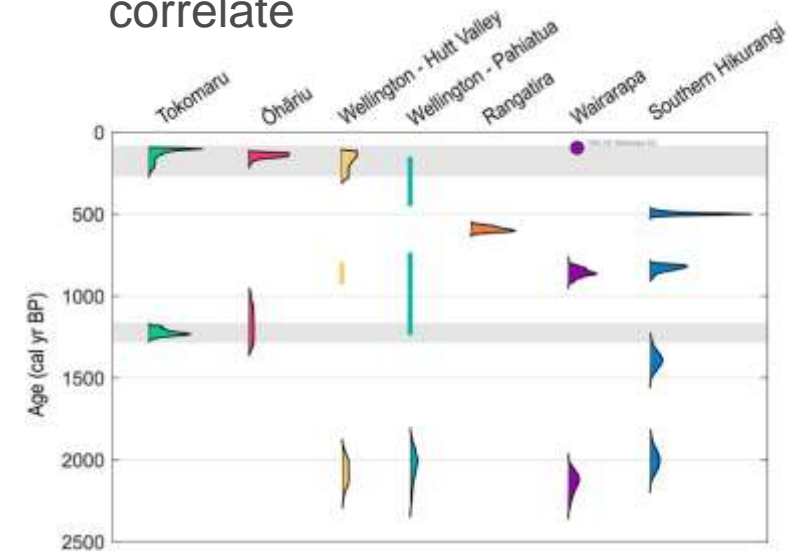 correlate
Tokomaru
Ōhāriu
Wellington - Hutt Valley
Wellington - Pahiatua
Rangatira
Wairarapa
Southern Hikurangi
0
500
1000
1500
2000
2500
Age (cal yr BP)